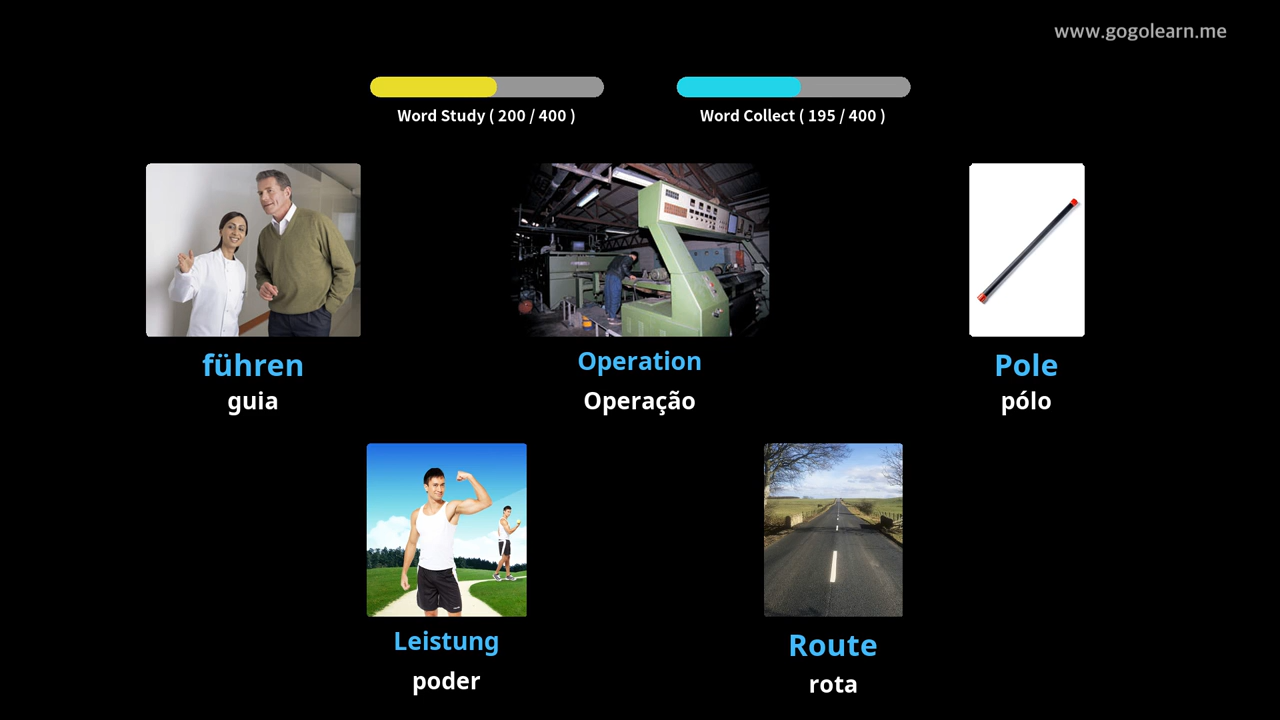 www.gogolearn.me
Word Study ( 200 / 400 )
Word Collect ( 195 / 400 )
führen
guia
Operation
Operação
Pole
pólo
Leistung
poder
Route
rota